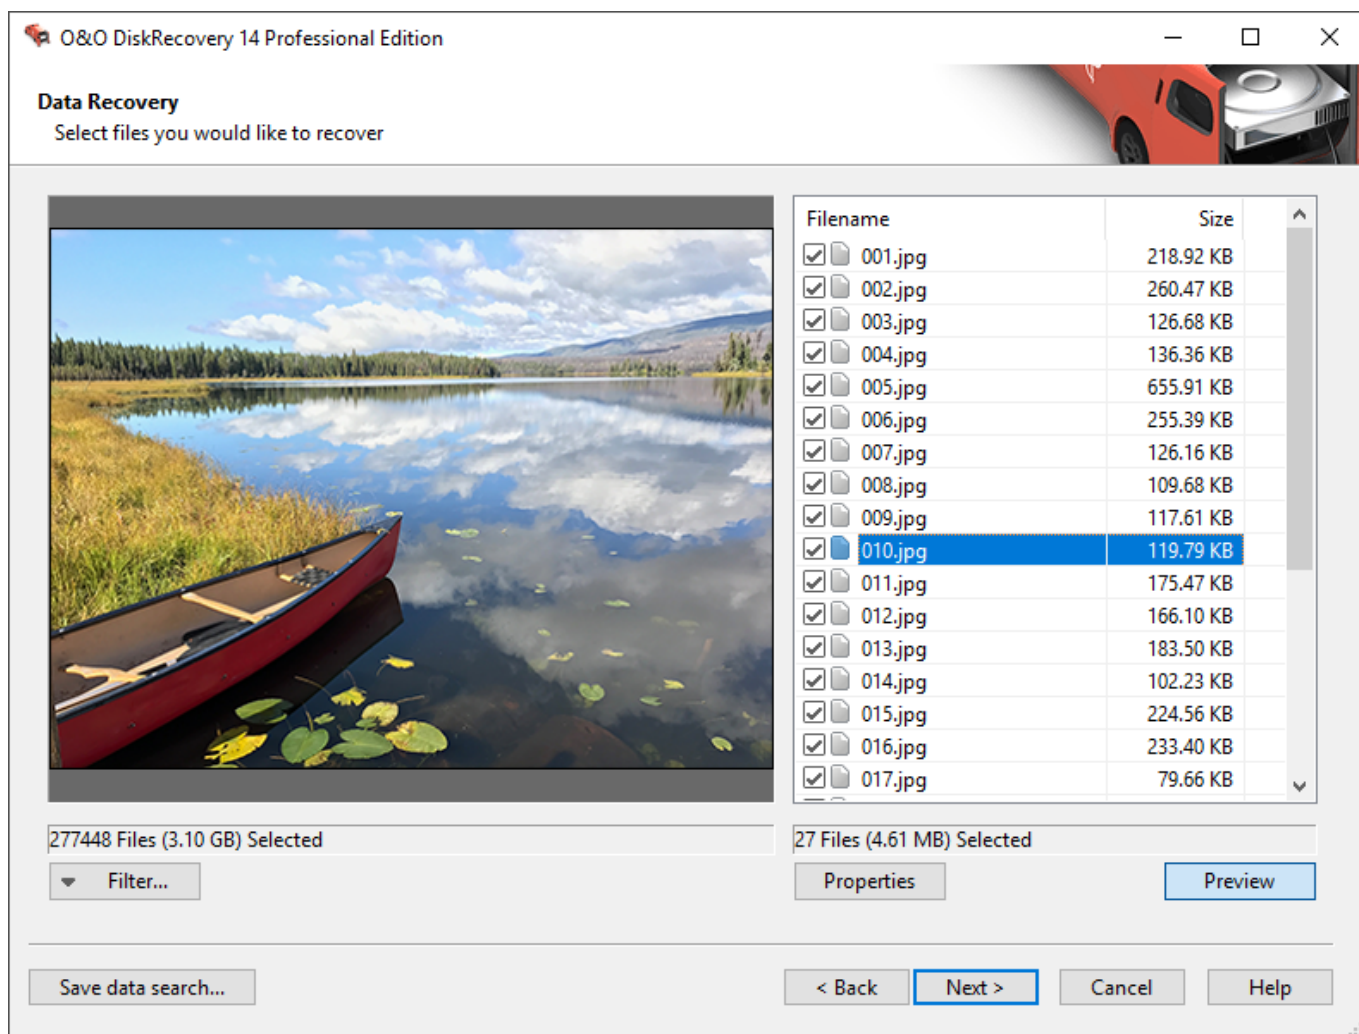 O&O DiskRecovery 14 Professional Edition
Data Recovery
Select files you would like to recover
Filename Size
001.jpg 218.92 KB
002.jpg 260.47 KB
003.jpg 126.68 KB
004.jpg 136.36 KB
005.jpg 655.91 KB
006.jpg 255.39 KB
007.jpg 126.16 KB
008.jpg 109.68 KB
009.jpg 117.61 KB
010.jpg 119.79 KB
011.jpg 175.47 KB
012.jpg 166.10 KB
013.jpg 183.50 KB
014.jpg 102.23 KB
015.jpg 224.56 KB
016.jpg 233.40 KB
017.jpg 79.66 KB
277448 Files (3.10 GB) Selected
27 Files (4.61 MB) Selected
Filter...
Properties
Preview
Save data search...
< Back
Next >
Cancel
Help